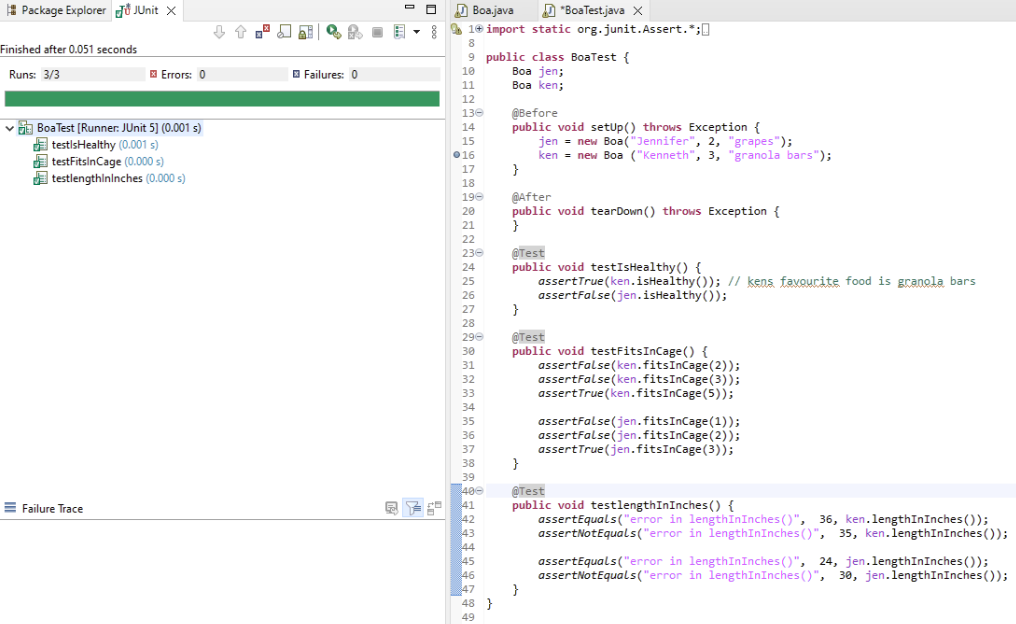 Package Explorer JUnit
Finished after 0.051 seconds
Runs: 3/3 Errors: 0 Failures: 0
BoaTest [Runner: JUnit 5] (0.001 s)
testIsHealthy (0.001 s)
testFitsInCage (0.000 s)
testlengthInInches (0.000 s)
Failure Trace
Boa.java *BoaTest.java
1 import static org.junit.Assert.*;
8
9 public class BoaTest {
10 Boa jen;
11 Boa ken;
12
13 @Before
14 public void setUp() throws Exception {
15 jen = new Boa("Jennifer", 2, "grapes");
16 ken = new Boa ("Kenneth", 3, "granola bars");
17 }
18
19 @After
20 public void tearDown() throws Exception {
21 }
22
23 @Test
24 public void testIsHealthy() {
25 assertTrue(ken.isHealthy()); // kens favourite food is granola bars
26 assertFalse(jen.isHealthy());
27 }
28
29 @Test
30 public void testFitsInCage() {
31 assertFalse(ken.fitsInCage(2));
32 assertFalse(ken.fitsInCage(3));
33 assertTrue(ken.fitsInCage(5));
34
35 assertFalse(jen.fitsInCage(1));
36 assertFalse(jen.fitsInCage(2));
37 assertTrue(jen.fitsInCage(3));
38 }
39
40 @Test
41 public void testlengthInInches() {
42 assertEquals("error in lengthInInches()", 36, ken.lengthInInches());
43 assertNotEquals("error in lengthInInches()", 35, ken.lengthInInches());
44
45 assertEquals("error in lengthInInches()", 24, jen.lengthInInches());
46 assertNotEquals("error in lengthInInches()", 30, jen.lengthInInches());
47 }
48 }
49